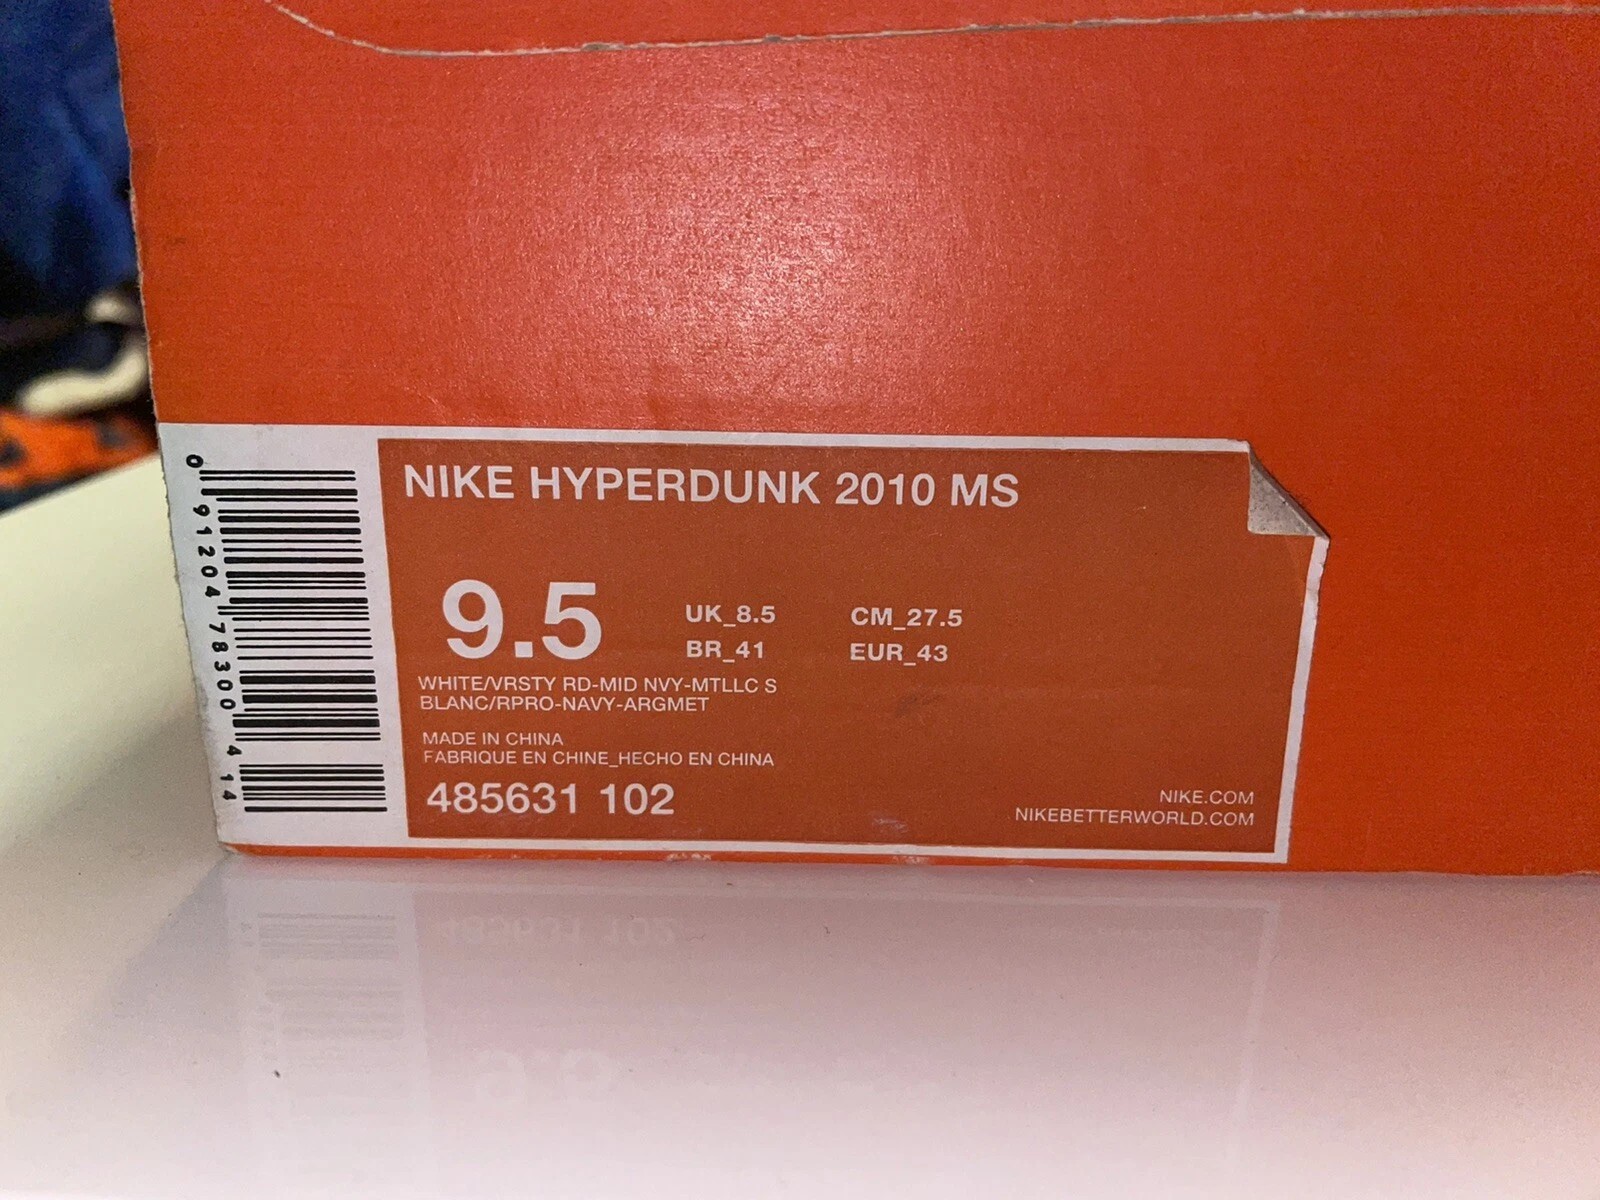 NIKE HYPERDUNK 2010 MS
9.5
UK_8.5 CM_27.5
BR_41 EUR_43
WHITE/VRSTY RD-MID NVY-MTLLC S
BLANC/RPRO-NAVY-ARGMET
MADE IN CHINA
FABRIQUE EN CHINE_HECHO EN CHINA
485631 102
NIKE.COM
NIKEBETTERWORLD.COM
0 91204 78300 4 14